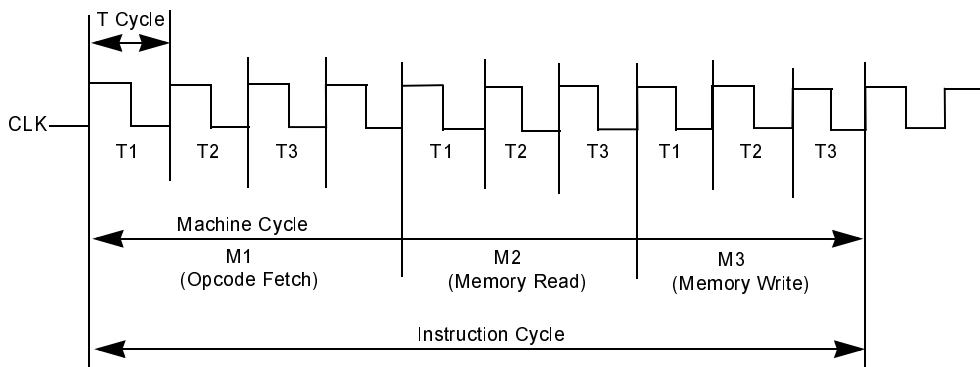 T Cycle
CLK
T1 T2 T3 T1 T2 T3 T1 T2 T3
Machine Cycle
M1 M2 M3
(Opcode Fetch) (Memory Read) (Memory Write)
Instruction Cycle